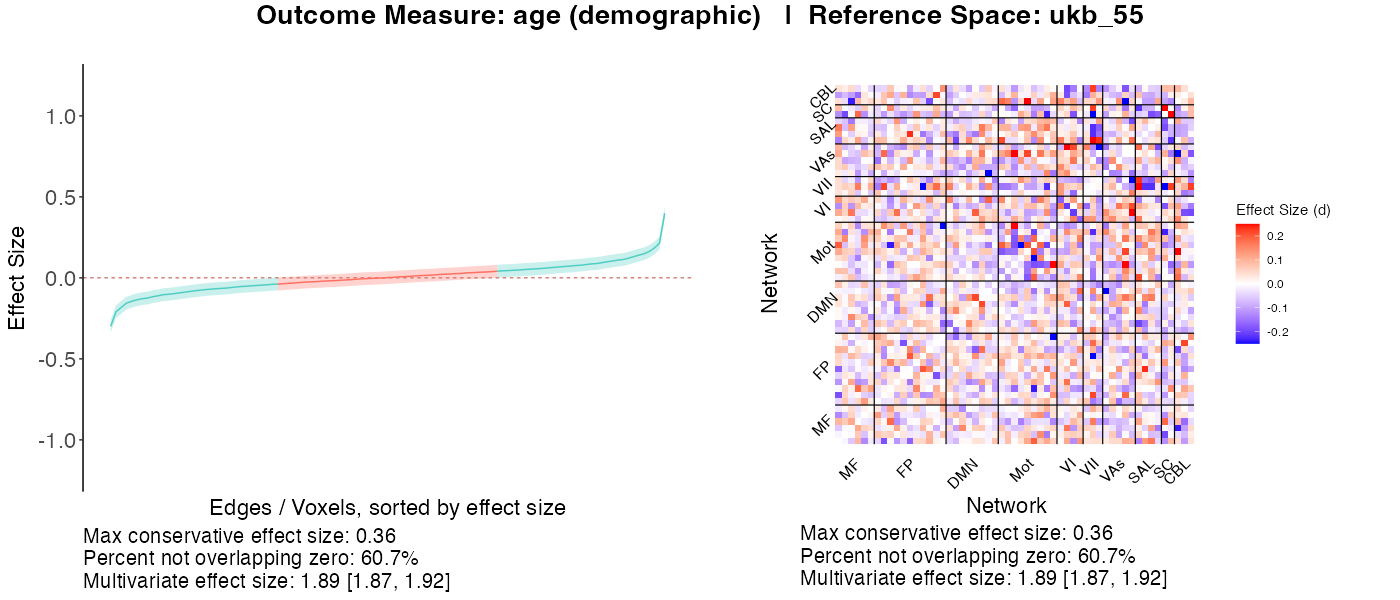 Outcome Measure: age (demographic) | Reference Space: ukb_55
Effect Size
1.0
0.5
0.0
-0.5
-1.0
Edges / Voxels, sorted by effect size
Max conservative effect size: 0.36
Percent not overlapping zero: 60.7%
Multivariate effect size: 1.89 [1.87, 1.92]
Network
CBL
SC
SAL
VAs
VII
VI
Mot
DMN
FP
MF
MF
FP
DMN
Mot
VI
VII
VAs
SAL
SC
CBL
Network
Max conservative effect size: 0.36
Percent not overlapping zero: 60.7%
Multivariate effect size: 1.89 [1.87, 1.92]
Effect Size (d)
0.2
0.1
0.0
-0.1
-0.2